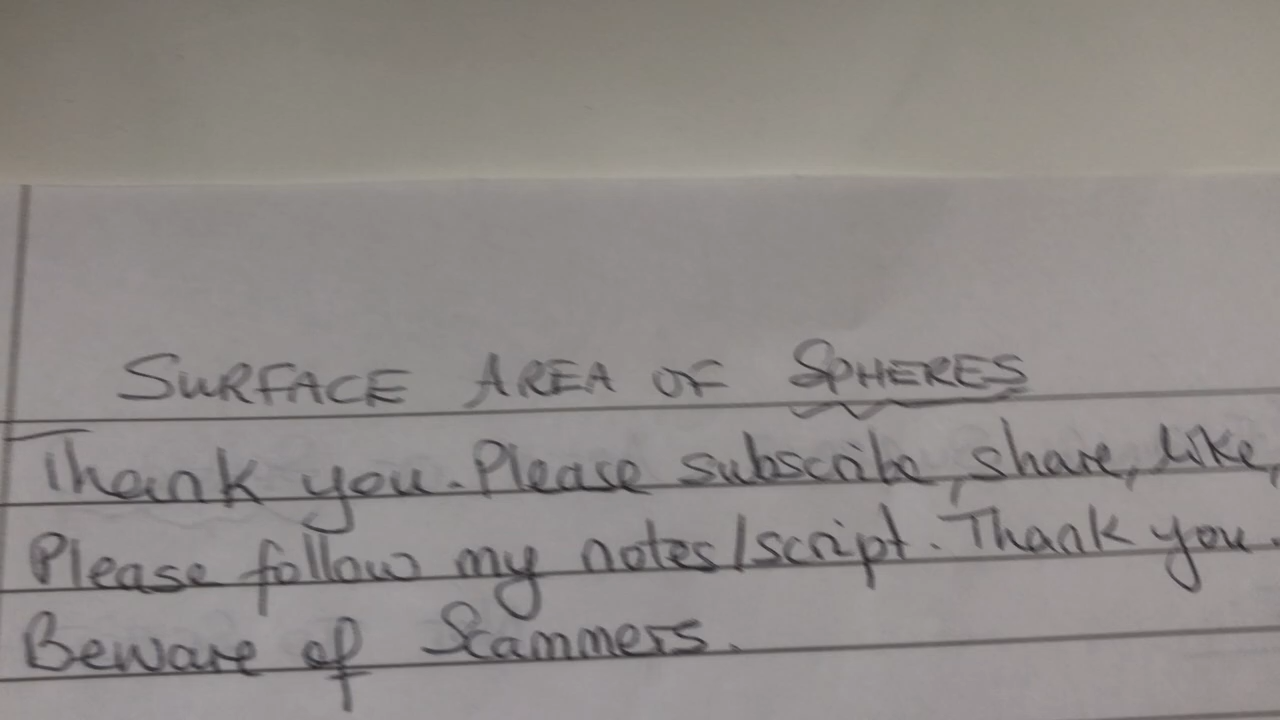 SURFACE AREA OF SPHERES
Thank you. Please subscribe, share, like,
Please follow my notes/script. Thank you.
Beware of Scammers.